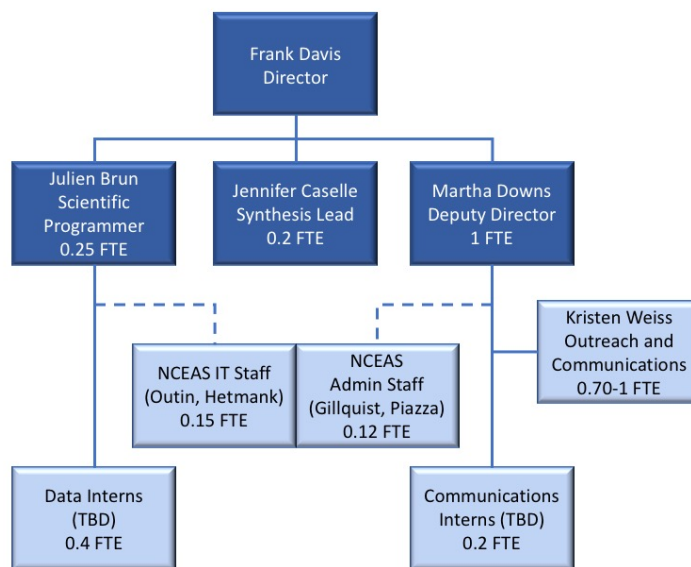 Frank Davis
Director
Julien Brun
Scientific
Programmer
0.25 FTE
Jennifer Caselle
Synthesis Lead
0.2 FTE
Martha Downs
Deputy Director
1 FTE
Kristen Weiss
Outreach and
Communications
0.70-1 FTE
NCEAS IT Staff
(Outin, Hetmank)
0.15 FTE
NCEAS
Admin Staff
(Gillquist, Piazza)
0.12 FTE
Data Interns
(TBD)
0.4 FTE
Communications
Interns (TBD)
0.2 FTE